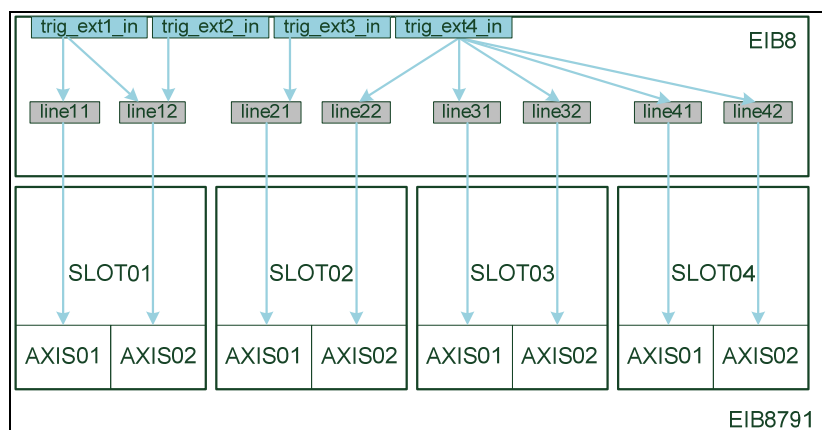 trig_ext1_in trig_ext2_in trig_ext3_in trig_ext4_in
EIB8
line11 line12 line21 line22 line31 line32 line41 line42
SLOT01 SLOT02 SLOT03 SLOT04
AXIS01 AXIS02 AXIS01 AXIS02 AXIS01 AXIS02 AXIS01 AXIS02
EIB8791